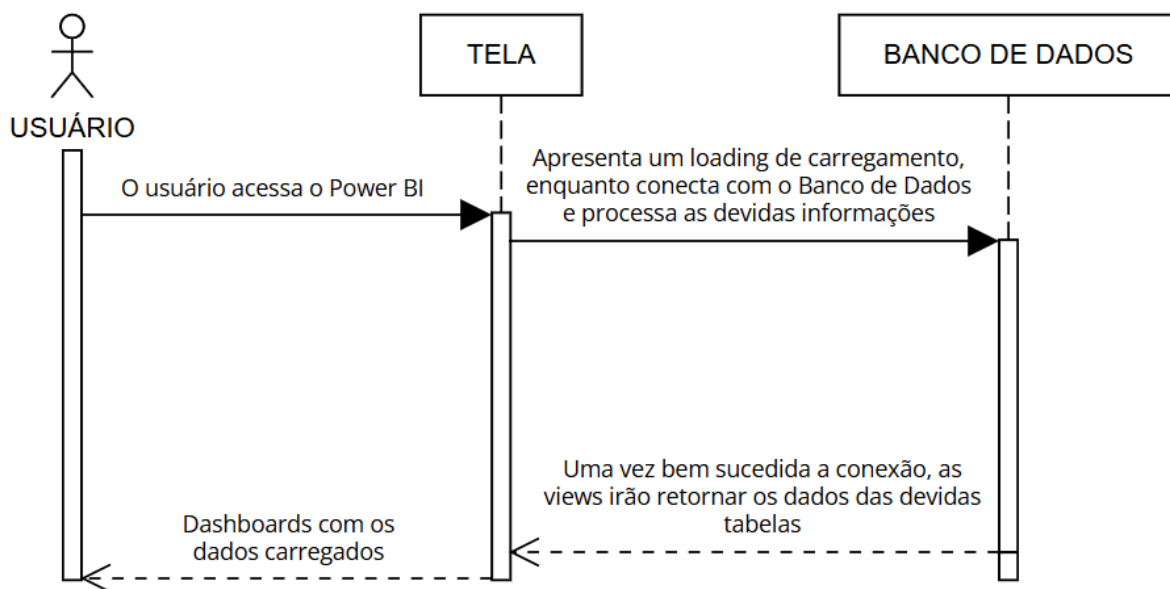 TELA
BANCO DE DADOS
USUÁRIO
O usuário acessa o Power BI
Apresenta um loading de carregamento,
enquanto conecta com o Banco de Dados
e processa as devidas informações
Uma vez bem sucedida a conexão, as
views irão retornar os dados das devidas
tabelas
Dashboards com os
dados carregados